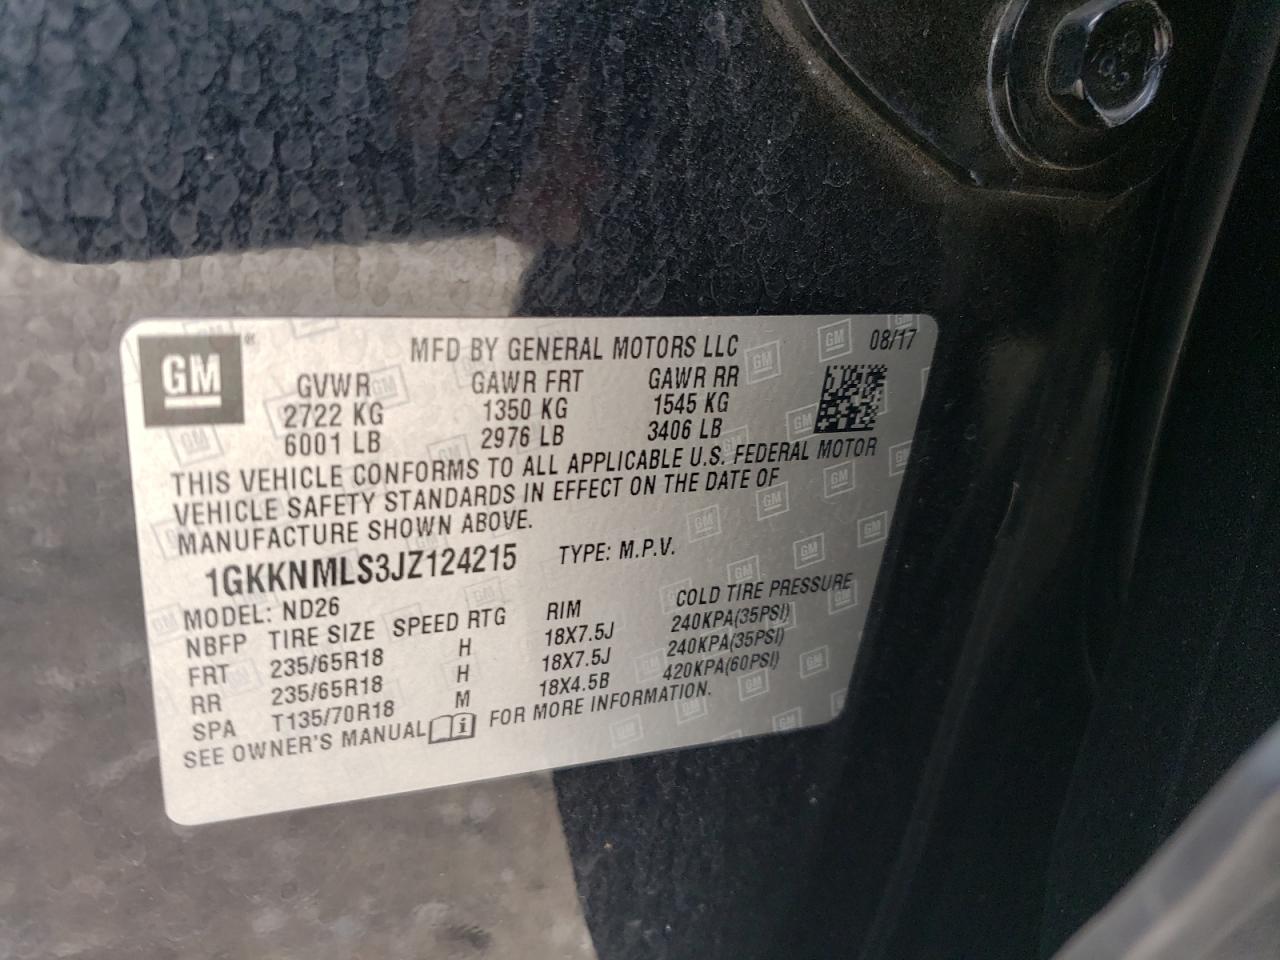 GM ® MFD BY GENERAL MOTORS LLC 08/17
GVWR GAWR FRT GAWR RR
2722 KG 1350 KG 1545 KG
6001 LB 2976 LB 3406 LB
THIS VEHICLE CONFORMS TO ALL APPLICABLE U.S. FEDERAL MOTOR
VEHICLE SAFETY STANDARDS IN EFFECT ON THE DATE OF
MANUFACTURE SHOWN ABOVE.
1GKKNMLS3JZ124215 TYPE: M.P.V.
MODEL: ND26
NBFP TIRE SIZE SPEED RTG RIM COLD TIRE PRESSURE
FRT 235/65R18 H 18X7.5J 240KPA(35PSI)
RR 235/65R18 H 18X7.5J 240KPA(35PSI)
SPA T135/70R18 M 18X4.5B 420KPA(60PSI)
SEE OWNER'S MANUAL i FOR MORE INFORMATION.